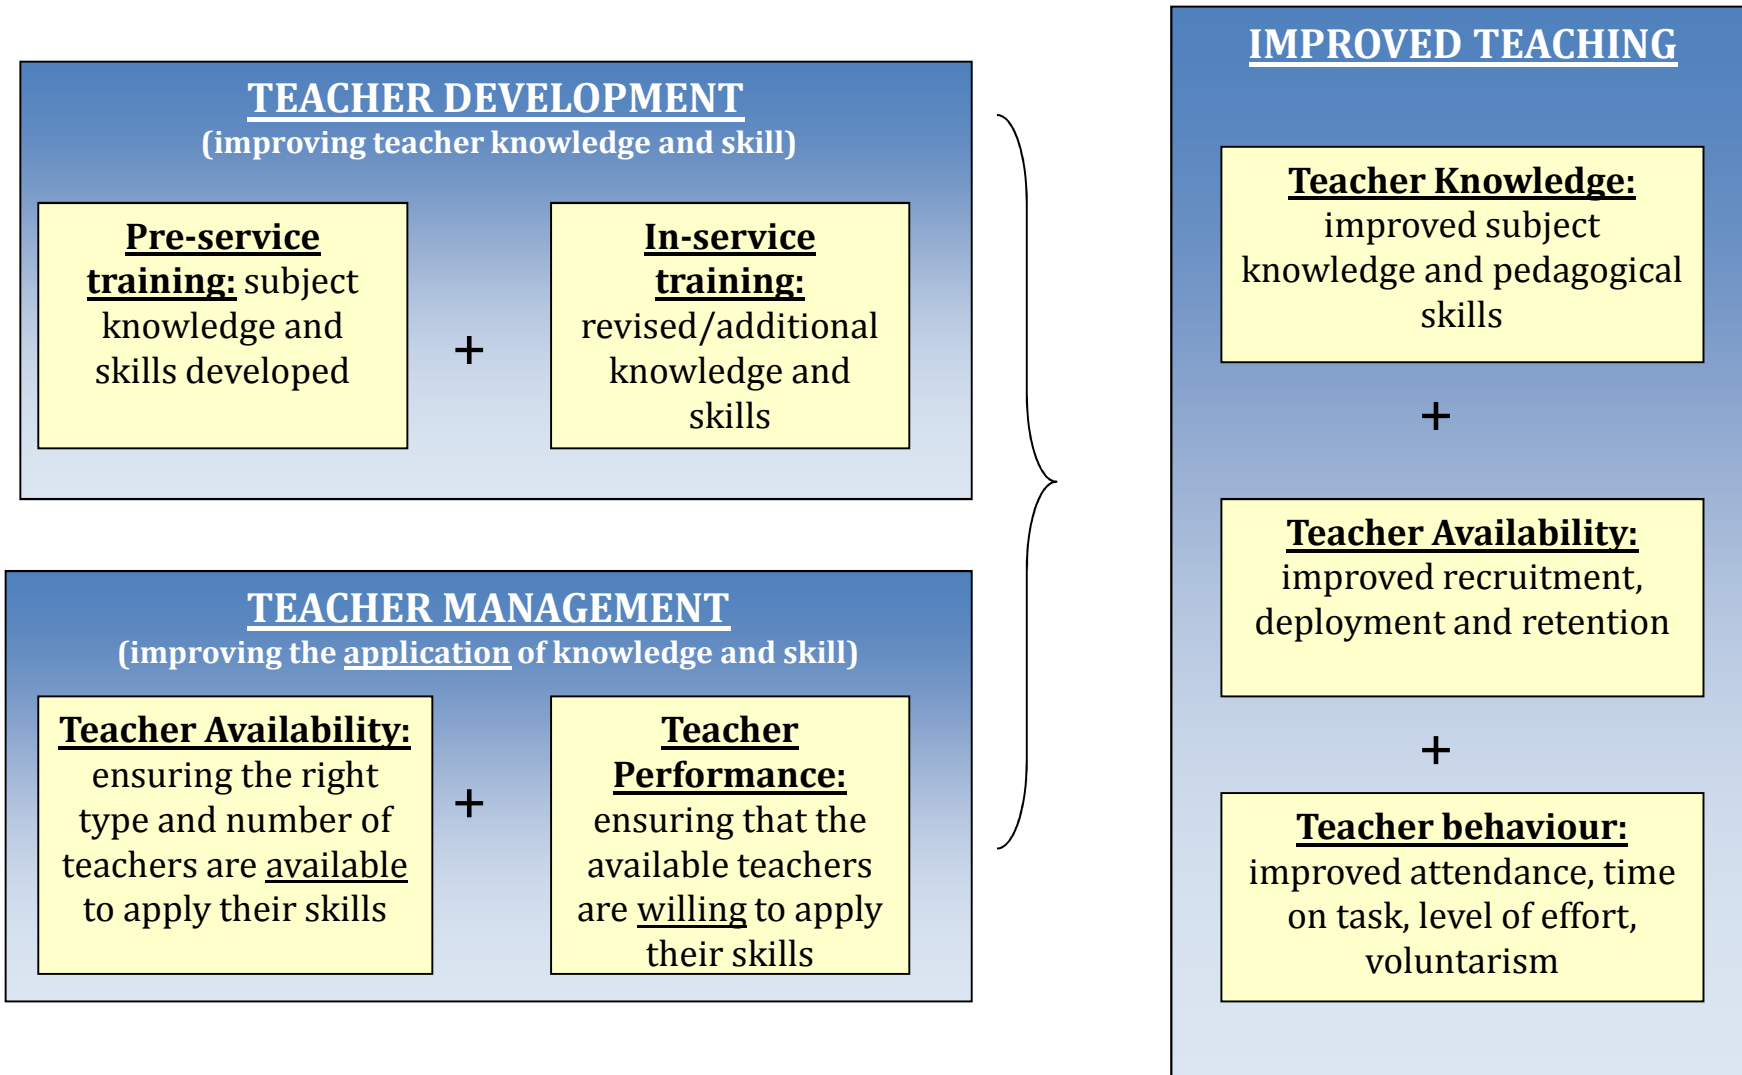 TEACHER DEVELOPMENT
(improving teacher knowledge and skill)
Pre-service
training: subject
knowledge and
skills developed
+
In-service
training:
revised/additional
knowledge and
skills
TEACHER MANAGEMENT
(improving the application of knowledge and skill)
Teacher Availability:
ensuring the right
type and number of
teachers are available
to apply their skills
+
Teacher
Performance:
ensuring that the
available teachers
are willing to apply
their skills
IMPROVED TEACHING
Teacher Knowledge:
improved subject
knowledge and pedagogical
skills
+
Teacher Availability:
improved recruitment,
deployment and retention
+
Teacher behaviour:
improved attendance, time
on task, level of effort,
voluntarism